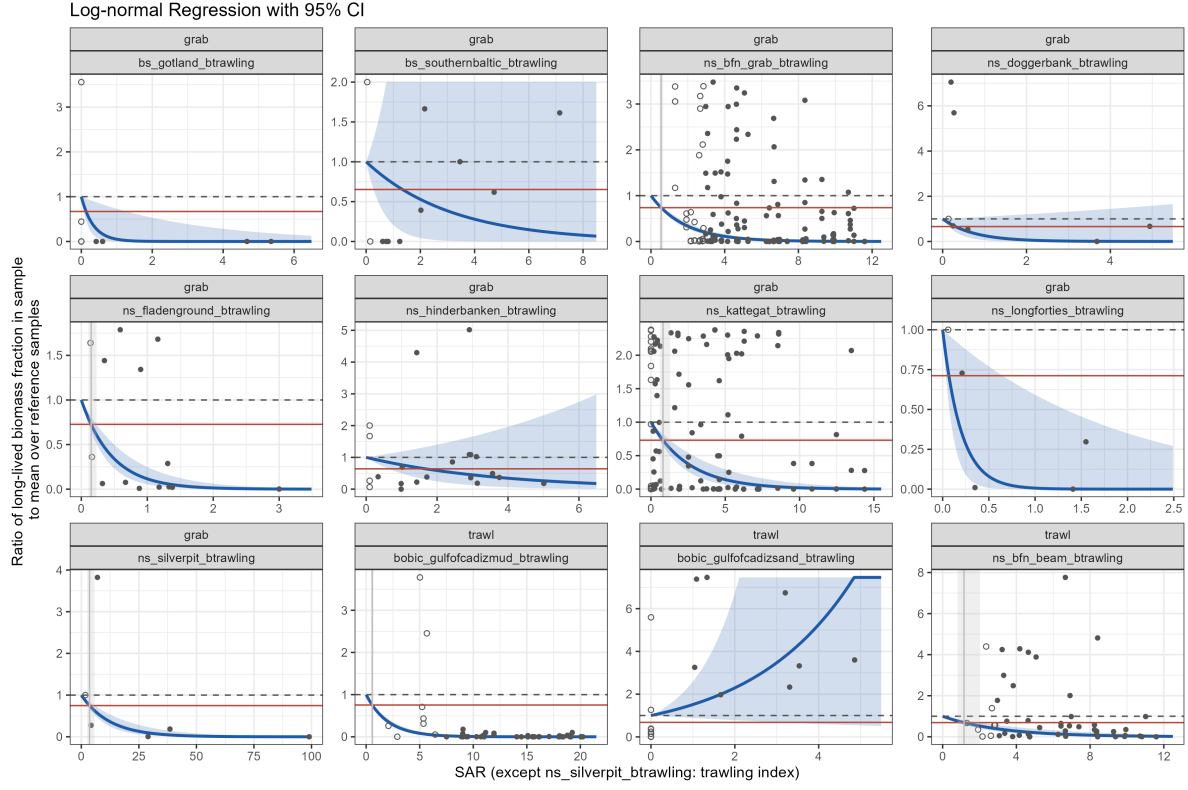 Log-normal Regression with 95% CI
Ratio of long-lived biomass fraction in sample
to mean over reference samples
grab
bs_gotland_btrawling
3
2
1
0
0 2 4 6
grab
bs_southernbaltic_btrawling
2.0
1.5
1.0
0.5
0.0
0 2 4 6 8
grab
ns_bfn_grab_btrawling
3
2
1
0
0 4 8 12
grab
ns_doggerbank_btrawling
6
4
2
0
0 2 4
grab
ns_fladenground_btrawling
1.5
1.0
0.5
0.0
0 1 2 3
grab
ns_hinderbanken_btrawling
5
4
3
2
1
0
0 2 4 6
grab
ns_kattegat_btrawling
2.0
1.5
1.0
0.5
0.0
0 5 10 15
grab
ns_longforties_btrawling
1.00
0.75
0.50
0.25
0.00
0.0 0.5 1.0 1.5 2.0 2.5
grab
ns_silverpit_btrawling
4
3
2
1
0
0 25 50 75 100
trawl
bobic_gulfofcadizmud_btrawling
3
2
1
0
0 5 10 15 20
trawl
bobic_gulfofcadizsand_btrawling
6
4
2
0
0 2 4
trawl
ns_bfn_beam_btrawling
8
6
4
2
0
0 4 8 12
SAR (except ns_silverpit_btrawling: trawling index)